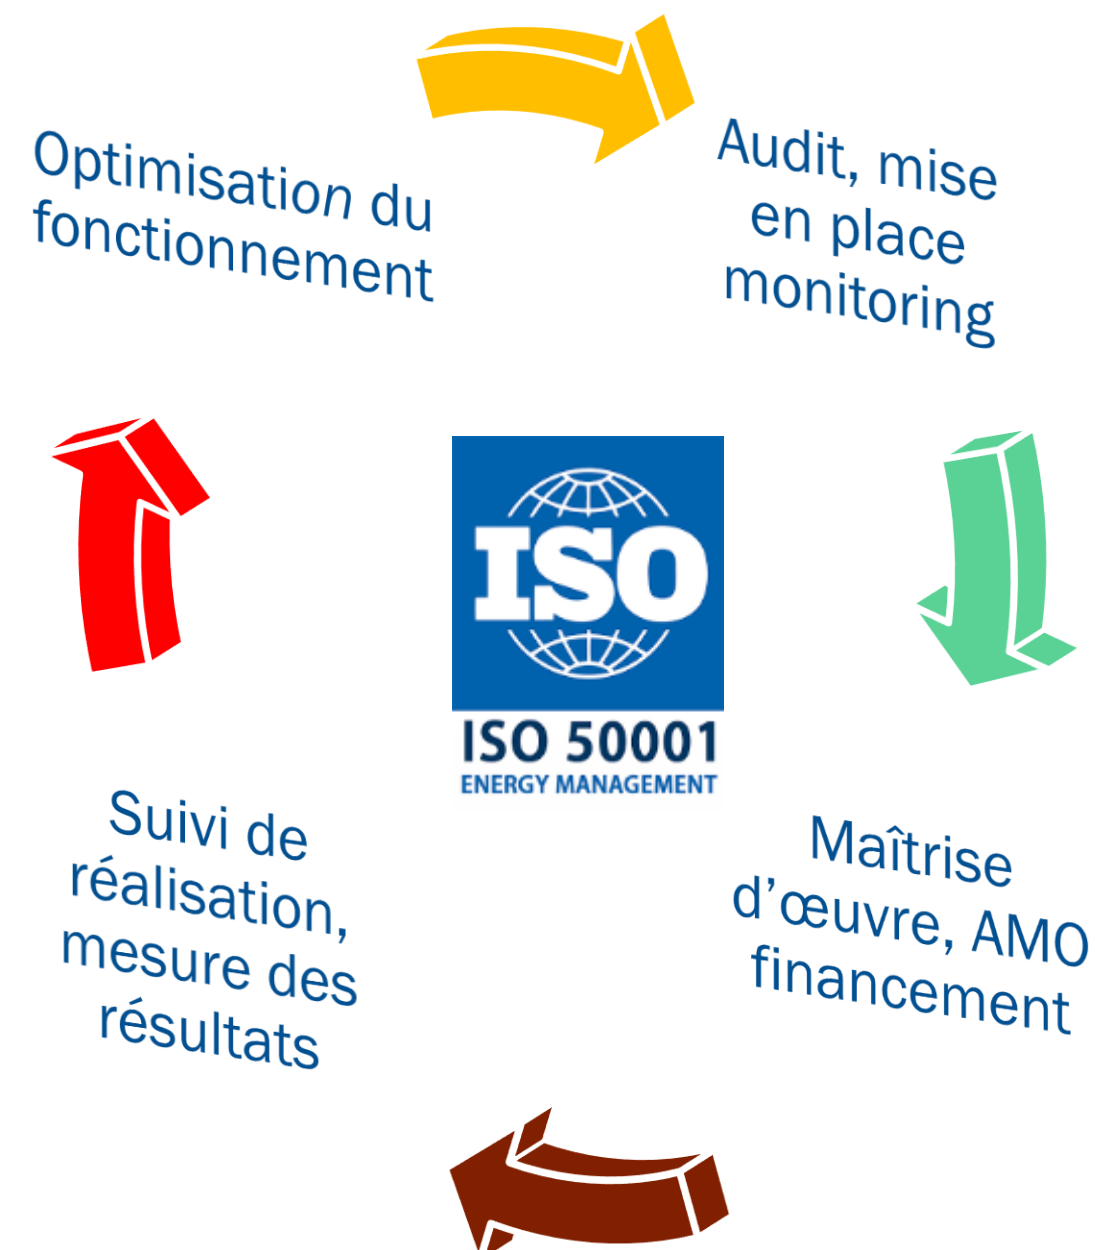 Optimisation du
fonctionnement
Audit, mise
en place
monitoring
ISO
ISO 50001
ENERGY MANAGEMENT
Suivi de
réalisation,
mesure des
résultats
Maîtrise
d’œuvre, AMO
financement